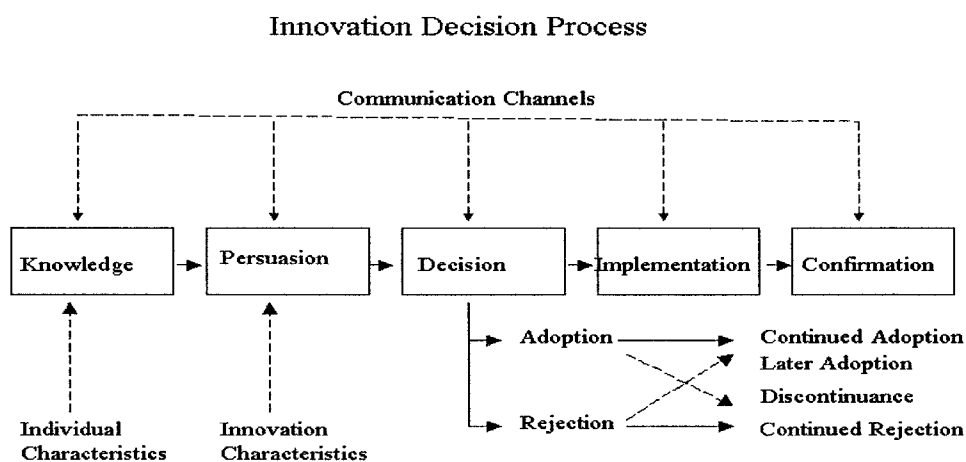 Innovation Decision Process
Communication Channels
Knowledge
Persuasion
Decision
Implementation
Confirmation
Adoption
Continued Adoption
Later Adoption
Discontinuance
Rejection
Continued Rejection
Individual
Characteristics
Innovation
Characteristics